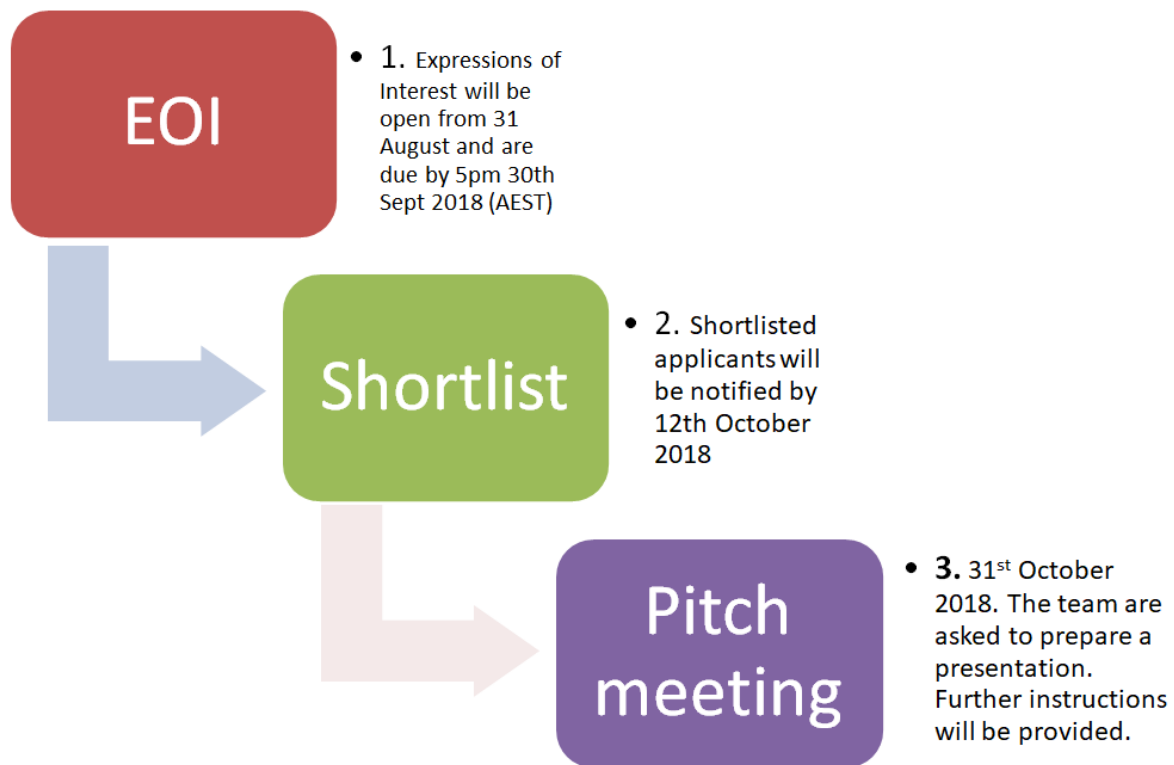 EOI
• 1. Expressions of
Interest will be
open from 31
August and are
due by 5pm 30th
Sept 2018 (AEST)
Shortlist
• 2. Shortlisted
applicants will
be notified by
12th October
2018
Pitch
meeting
• 3. 31st October
2018. The team are
asked to prepare a
presentation.
Further instructions
will be provided.